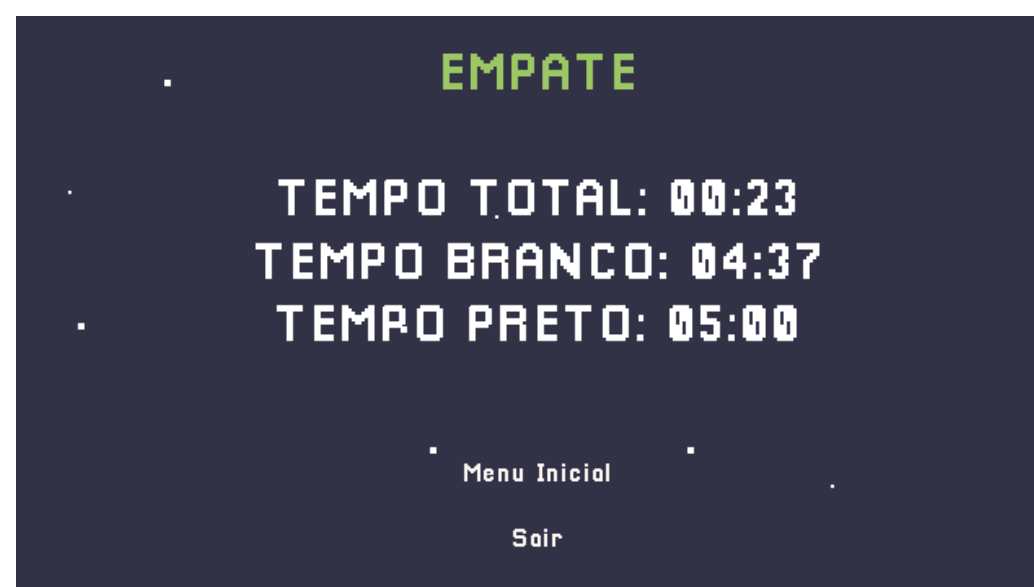 EMPATE
TEMPO TOTAL: 00:23
TEMPO BRANCO: 04:37
TEMPO PRETO: 05:00
Menu Inicial
Sair